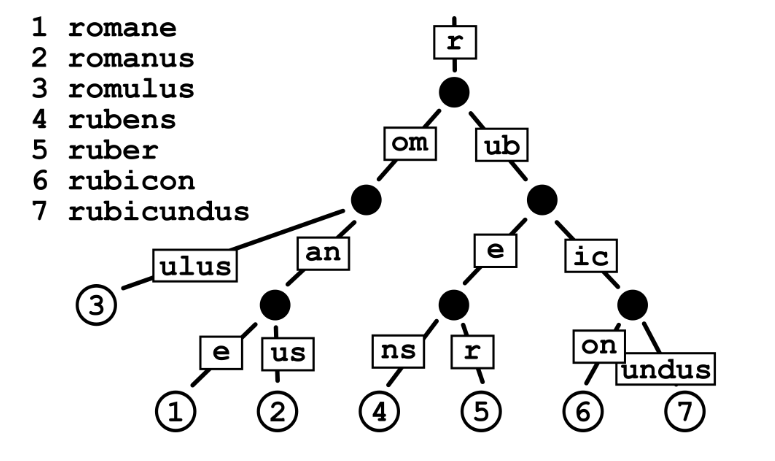 1 romane
2 romanus
3 romulus
4 rubens
5 ruber
6 rubicon
7 rubicundus
r
om ub
ulus an e ic
3
e us ns r on undus
1 2 4 5 6 7